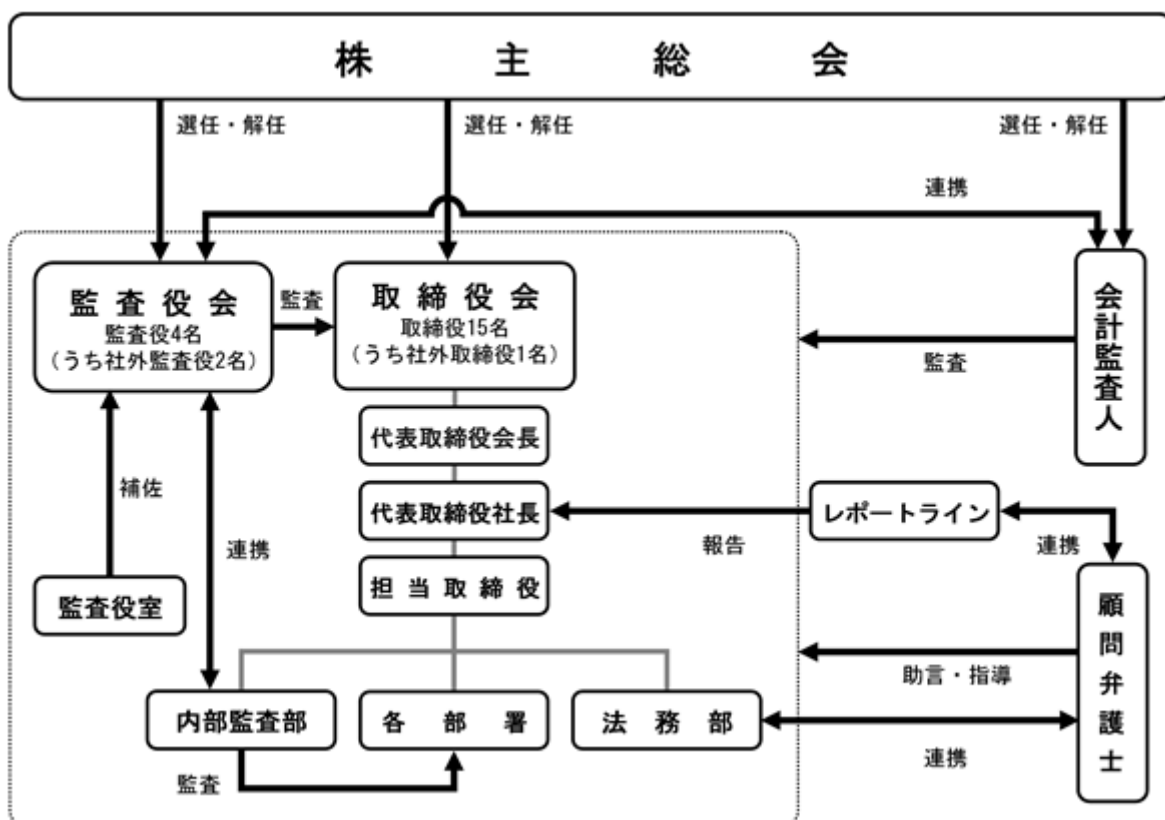 株主総会
選任・解任
選任・解任
選任・解任
連携
監査役会
監査役4名
(うち社外監査役2名)
監査
取締役会
取締役15名
(うち社外取締役1名)
会計監査人
監査
代表取締役会長
補佐
代表取締役社長
レポートライン
報告
連携
連携
監査役室
担当取締役
顧問弁護士
助言・指導
内部監査部
各部署
法務部
連携
監査